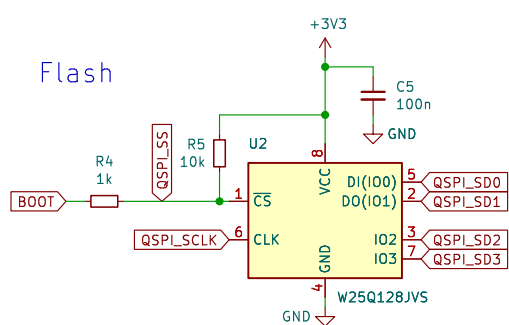 +3V3
Flash
C5
100n
GND
QSPI_SS
R5
10k
U2
R4
1k
8
VCC
BOOT
1
CS
DI(IO0)
5
QSPI_SD0
DO(IO1)
2
QSPI_SD1
QSPI_SCLK
6
CLK
IO2
3
QSPI_SD2
IO3
7
QSPI_SD3
GND
4
W25Q128JVS
GND